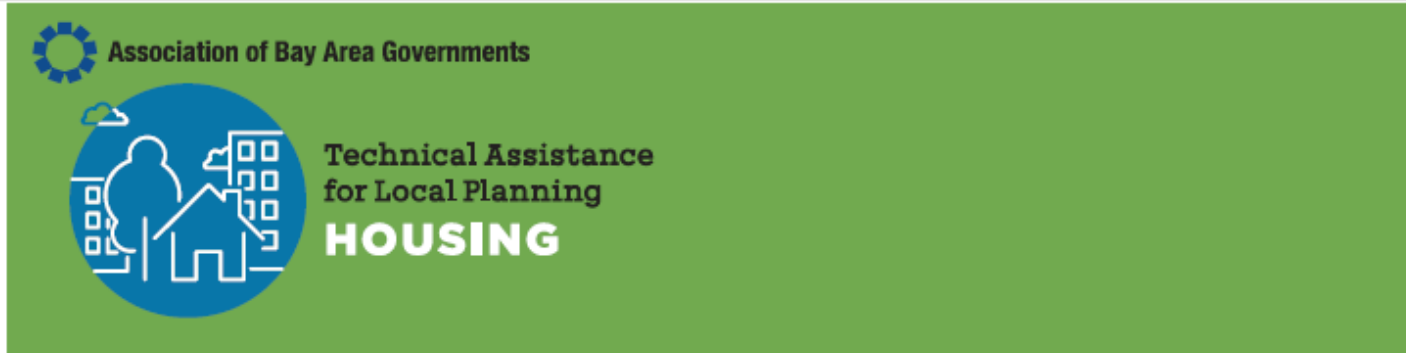 Association of Bay Area Governments
Technical Assistance
for Local Planning
HOUSING